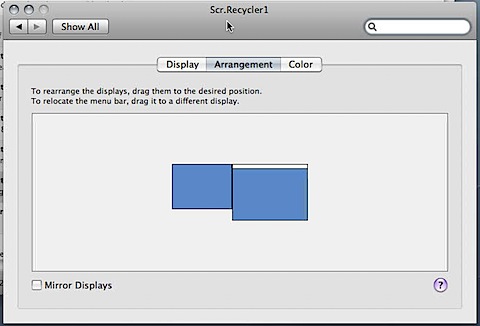 Scr.Recycler1
Show All
Display Arrangement Color
To rearrange the displays, drag them to the desired position.
To relocate the menu bar, drag it to a different display.
Mirror Displays
?